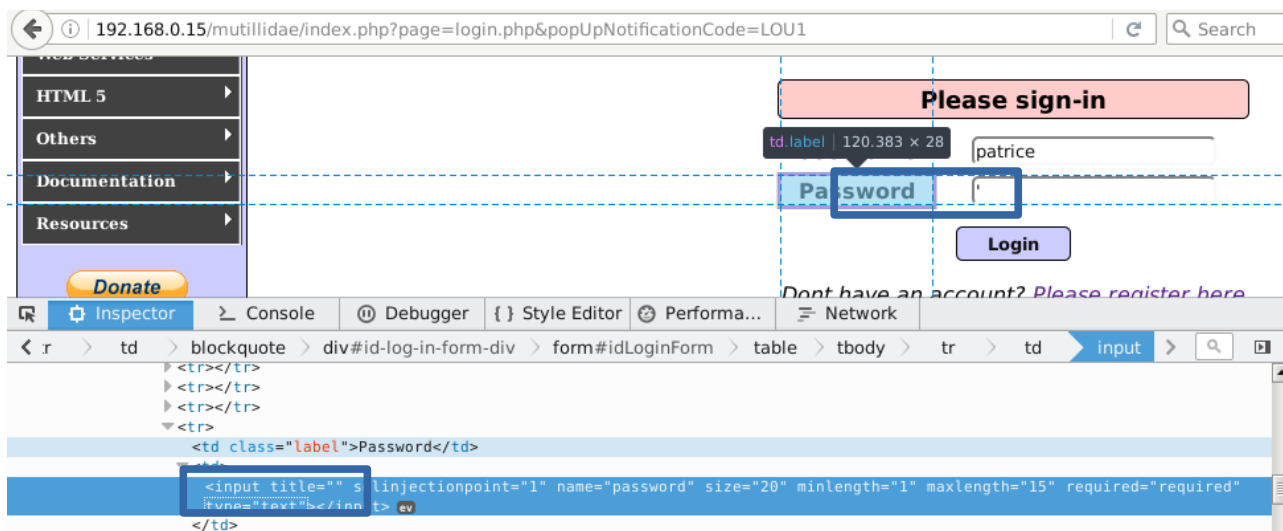 192.168.0.15/mutillidae/index.php?page=login.php&popUpNotificationCode=LOU1
Search
Web Services
HTML 5
Others
Documentation
Resources
Donate
Please sign-in
td.label | 120.383 × 28
patrice
Password
'
Login
Dont have an account? Please register here
Inspector
Console
Debugger
{ } Style Editor
Performa...
Network
td
blockquote
div#id-log-in-form-div
form#idLoginForm
table
tbody
tr
td
input
<tr></tr>
<tr></tr>
<tr></tr>
<tr>
<td class="label">Password</td>
<td>
<input title="" s linjectionpoint="1" name="password" size="20" minlength="1" maxlength="15" required="required"
type="text"></input> ev
</td>